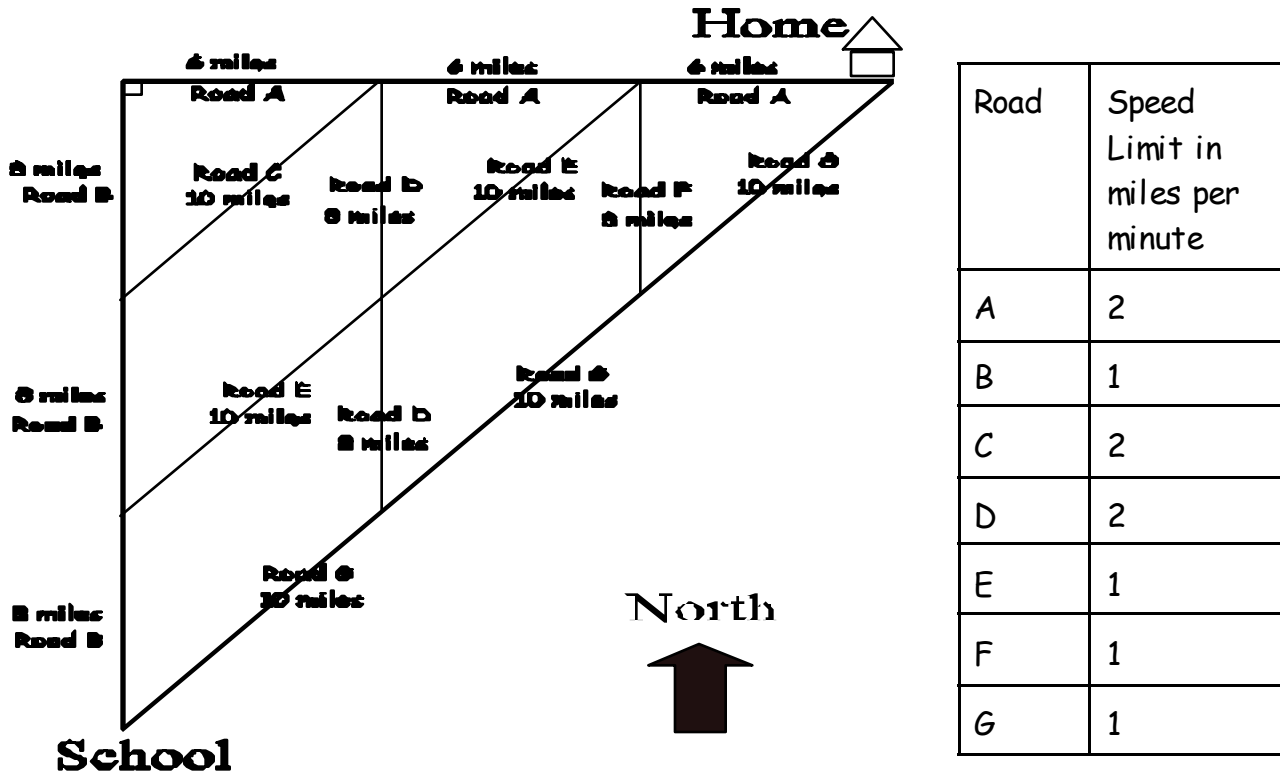 Home
6 miles
Road A
6 miles
Road A
6 miles
Road A
8 miles
Road B
Road C
10 miles
Road D
8 miles
Road E
10 miles
Road F
8 miles
Road G
10 miles
8 miles
Road B
Road E
10 miles
Road D
8 miles
Road G
10 miles
8 miles
Road B
Road G
10 miles
North
School
Road
Speed
Limit in
miles per
minute
A 2
B 1
C 2
D 2
E 1
F 1
G 1